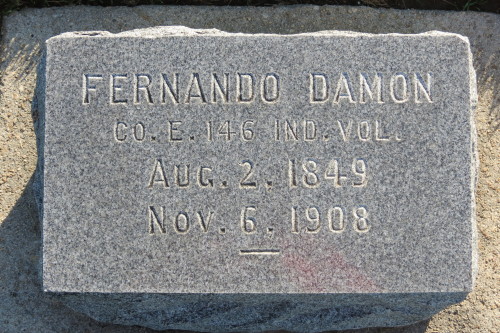 FERNANDO DAMON
CO. E. 146 IND. VOL.
AUG. 2. 1849
NOV. 6. 1908